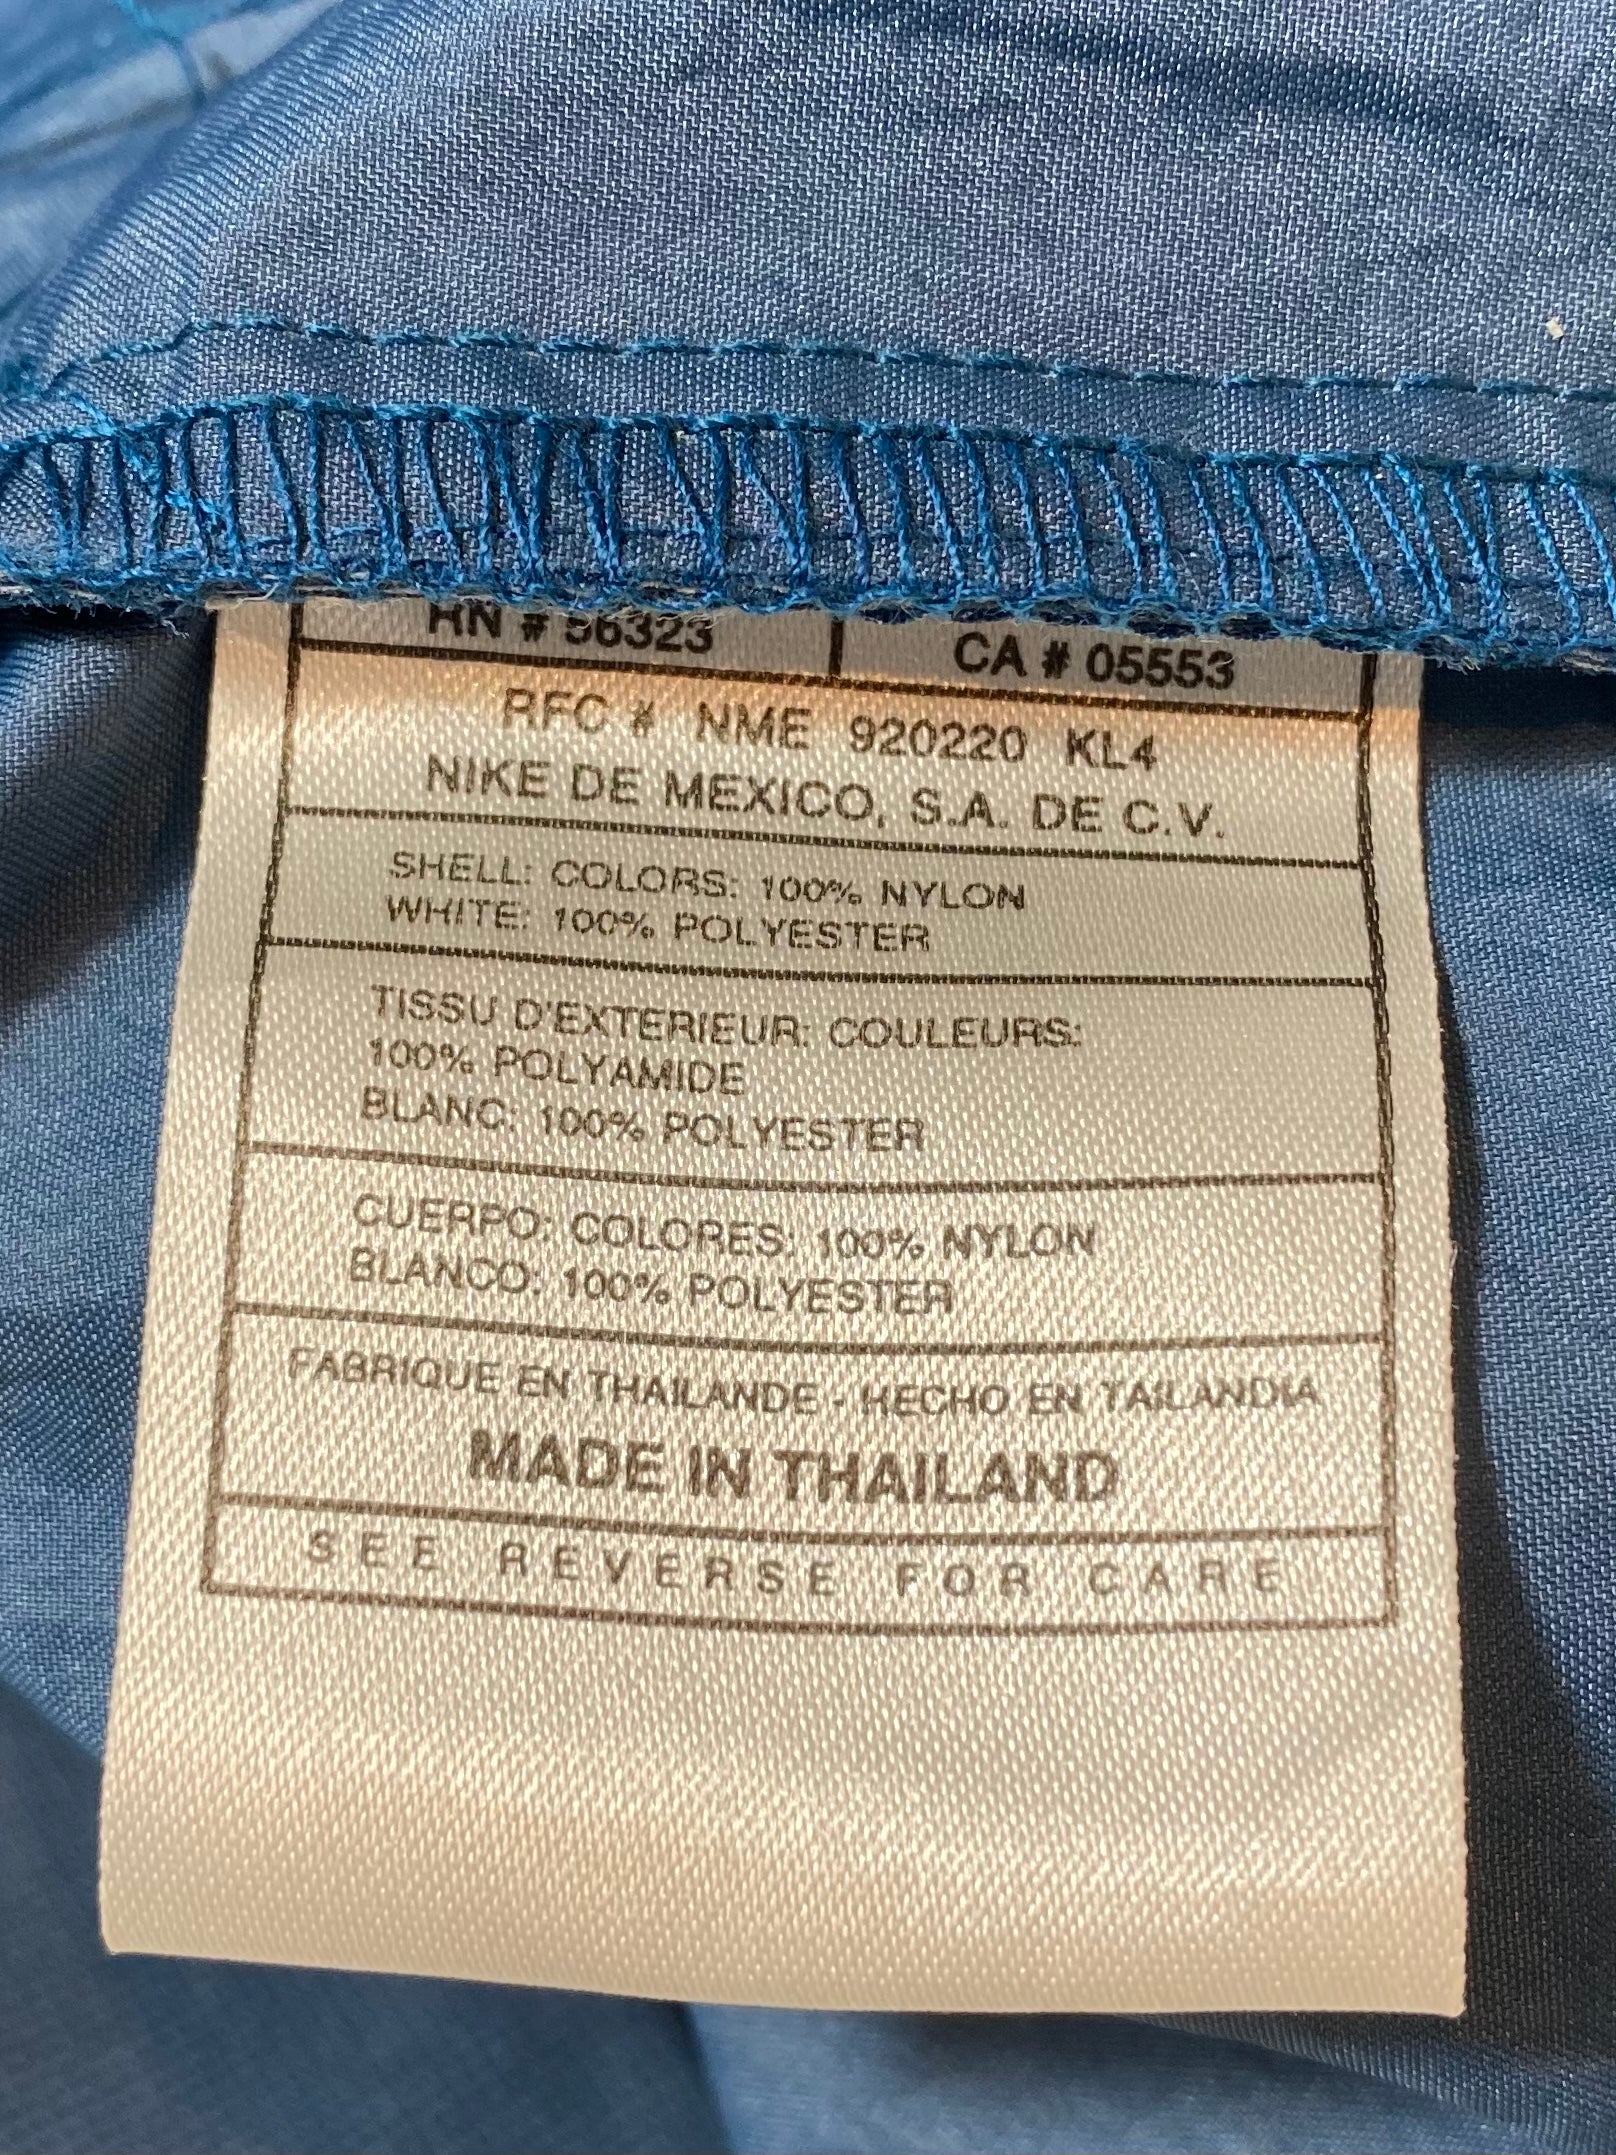 RN # 56323
CA # 05553
RFC # NME 920220 KL4
NIKE DE MEXICO, S.A. DE C.V.
SHELL: COLORS: 100% NYLON
WHITE: 100% POLYESTER
TISSU D'EXTERIEUR: COULEURS:
100% POLYAMIDE
BLANC: 100% POLYESTER
CUERPO: COLORES: 100% NYLON
BLANCO: 100% POLYESTER
FABRIQUE EN THAILANDE - HECHO EN TAILANDIA
MADE IN THAILAND
SEE REVERSE FOR CARE